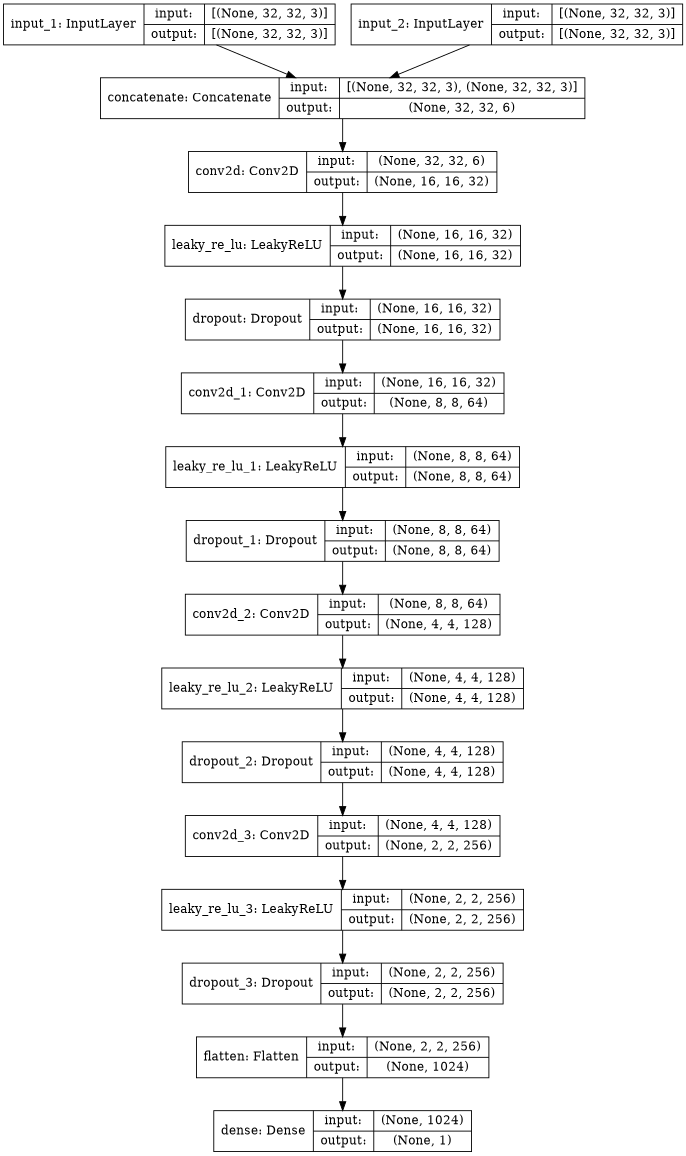 input_1: InputLayer input: [(None, 32, 32, 3)]
output: [(None, 32, 32, 3)]
input_2: InputLayer input: [(None, 32, 32, 3)]
output: [(None, 32, 32, 3)]
concatenate: Concatenate input: [(None, 32, 32, 3), (None, 32, 32, 3)]
output: (None, 32, 32, 6)
conv2d: Conv2D input: (None, 32, 32, 6)
output: (None, 16, 16, 32)
leaky_re_lu: LeakyReLU input: (None, 16, 16, 32)
output: (None, 16, 16, 32)
dropout: Dropout input: (None, 16, 16, 32)
output: (None, 16, 16, 32)
conv2d_1: Conv2D input: (None, 16, 16, 32)
output: (None, 8, 8, 64)
leaky_re_lu_1: LeakyReLU input: (None, 8, 8, 64)
output: (None, 8, 8, 64)
dropout_1: Dropout input: (None, 8, 8, 64)
output: (None, 8, 8, 64)
conv2d_2: Conv2D input: (None, 8, 8, 64)
output: (None, 4, 4, 128)
leaky_re_lu_2: LeakyReLU input: (None, 4, 4, 128)
output: (None, 4, 4, 128)
dropout_2: Dropout input: (None, 4, 4, 128)
output: (None, 4, 4, 128)
conv2d_3: Conv2D input: (None, 4, 4, 128)
output: (None, 2, 2, 256)
leaky_re_lu_3: LeakyReLU input: (None, 2, 2, 256)
output: (None, 2, 2, 256)
dropout_3: Dropout input: (None, 2, 2, 256)
output: (None, 2, 2, 256)
flatten: Flatten input: (None, 2, 2, 256)
output: (None, 1024)
dense: Dense input: (None, 1024)
output: (None, 1)